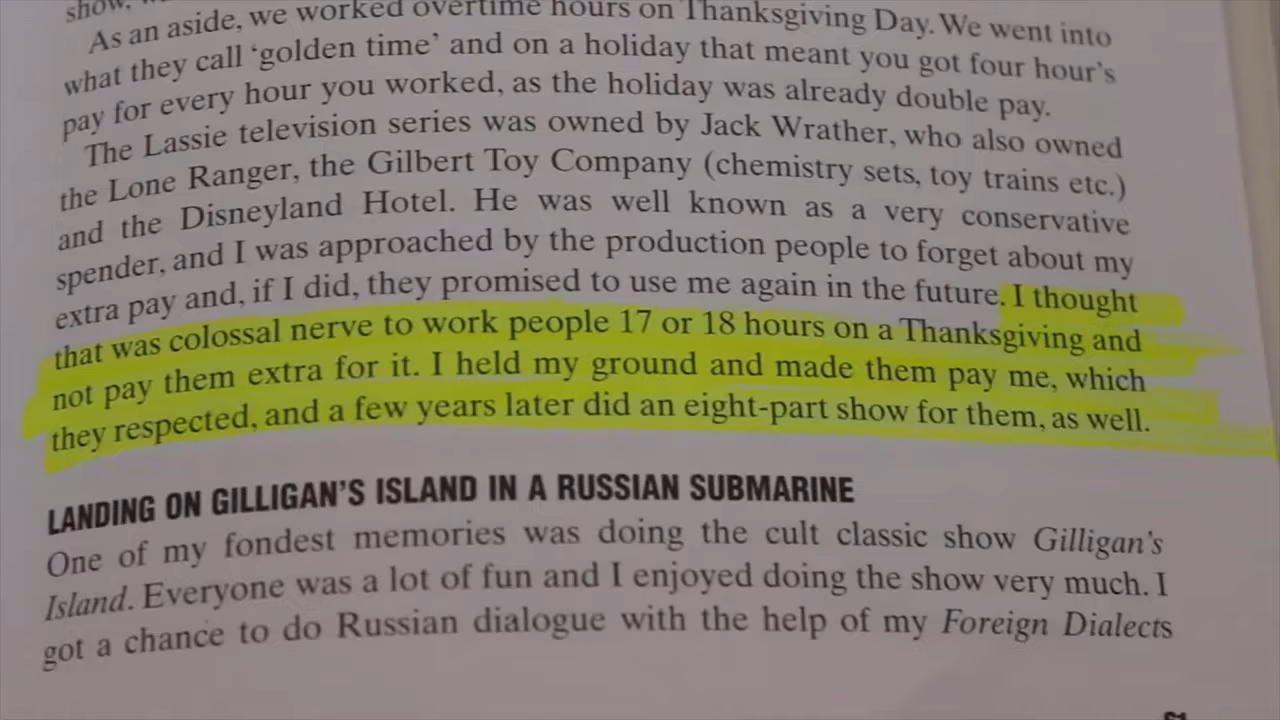 show,
As an aside, we worked overtime hours on Thanksgiving Day. We went into
what they call ‘golden time’ and on a holiday that meant you got four hour’s
pay for every hour you worked, as the holiday was already double pay.
The Lassie television series was owned by Jack Wrather, who also owned
the Lone Ranger, the Gilbert Toy Company (chemistry sets, toy trains etc.)
and the Disneyland Hotel. He was well known as a very conservative
spender, and I was approached by the production people to forget about my
extra pay and, if I did, they promised to use me again in the future. I thought
that was colossal nerve to work people 17 or 18 hours on a Thanksgiving and
not pay them extra for it. I held my ground and made them pay me, which
they respected, and a few years later did an eight-part show for them, as well.
LANDING ON GILLIGAN’S ISLAND IN A RUSSIAN SUBMARINE
One of my fondest memories was doing the cult classic show Gilligan’s
Island. Everyone was a lot of fun and I enjoyed doing the show very much. I
got a chance to do Russian dialogue with the help of my Foreign Dialects